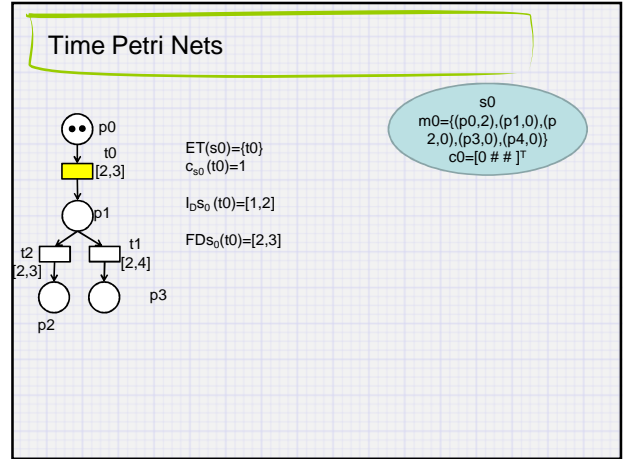 Time Petri Nets
s0
m0={(p0,2),(p1,0),(p
2,0),(p3,0),(p4,0)}
c0=[0 # # ]ᵀ
p0
t0
[2,3]
p1
t2
[2,3]
t1
[2,4]
p3
p2
ET(s0)={t0}
cₛ₀ (t0)=1
I_Ds₀ (t0)=[1,2]
FDs₀(t0)=[2,3]